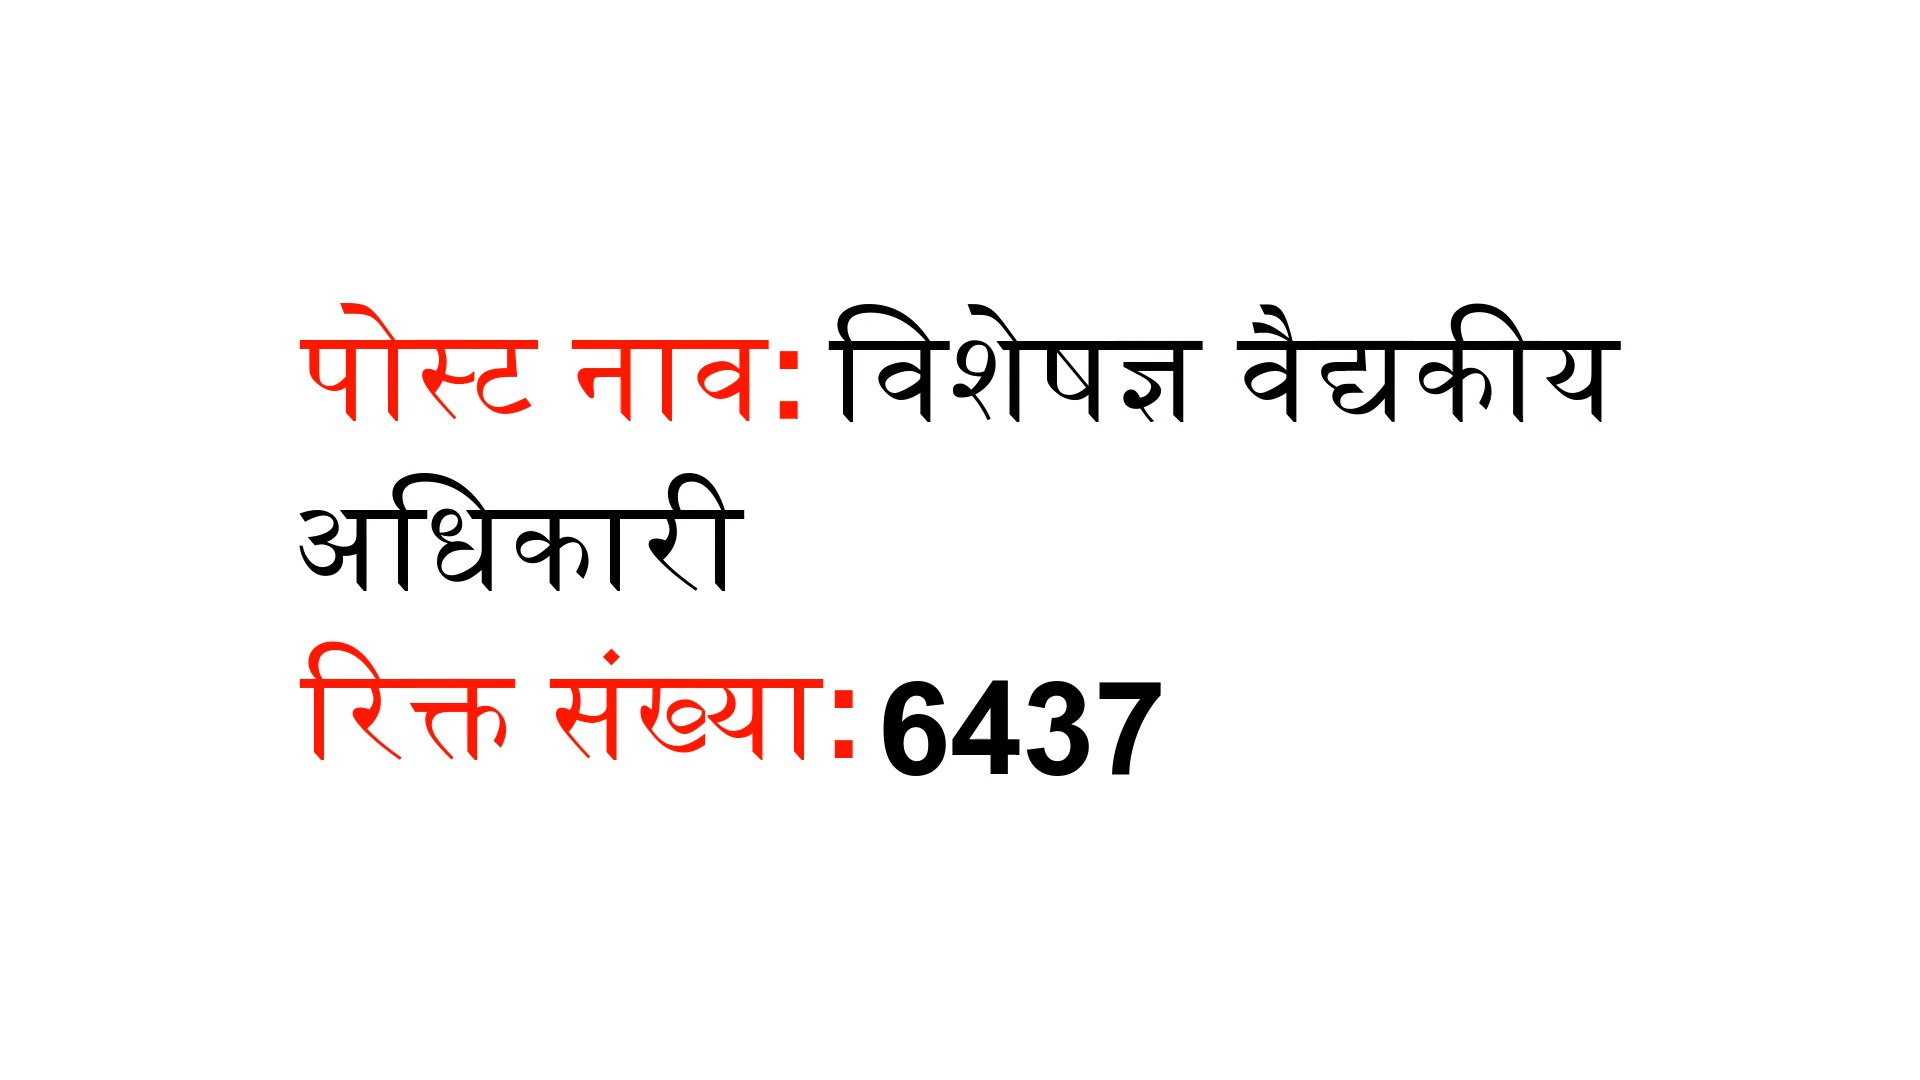 पोस्ट नाव: विशेषज्ञ वैद्यकीय
अधिकारी
रिक्त संख्या: 6437